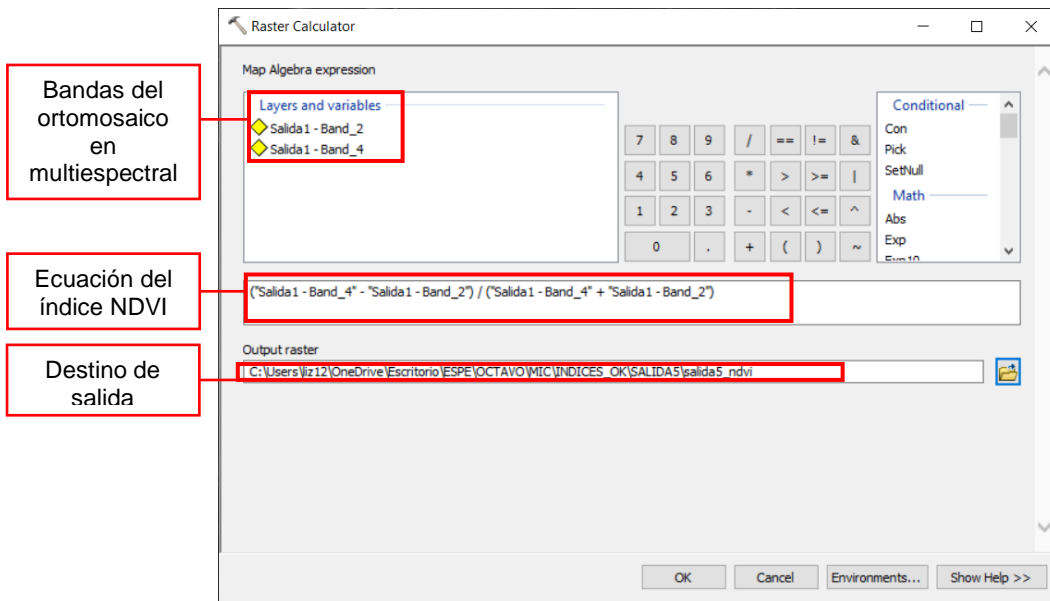 Raster Calculator
Map Algebra expression
Bandas del
ortomosaico
en
multiespectral
Layers and variables
Salida1 - Band_2
Salida1 - Band_4
7 8 9 / == != &
4 5 6 * > >= |
1 2 3 - < <= ^
0 . + ( ) ~
Conditional
Con
Pick
SetNull
Math
Abs
Exp
Exp10
Ecuación del
índice NDVI
("Salida1 - Band_4" - "Salida1 - Band_2") / ("Salida1 - Band_4" + "Salida1 - Band_2")
Destino de
salida
Output raster
C:\Users\liz12\OneDrive\Escritorio\ESPE\OCTAVO\MIC\INDICES_OK\SALIDA5\salida5_ndvi
OK
Cancel
Environments...
Show Help >>